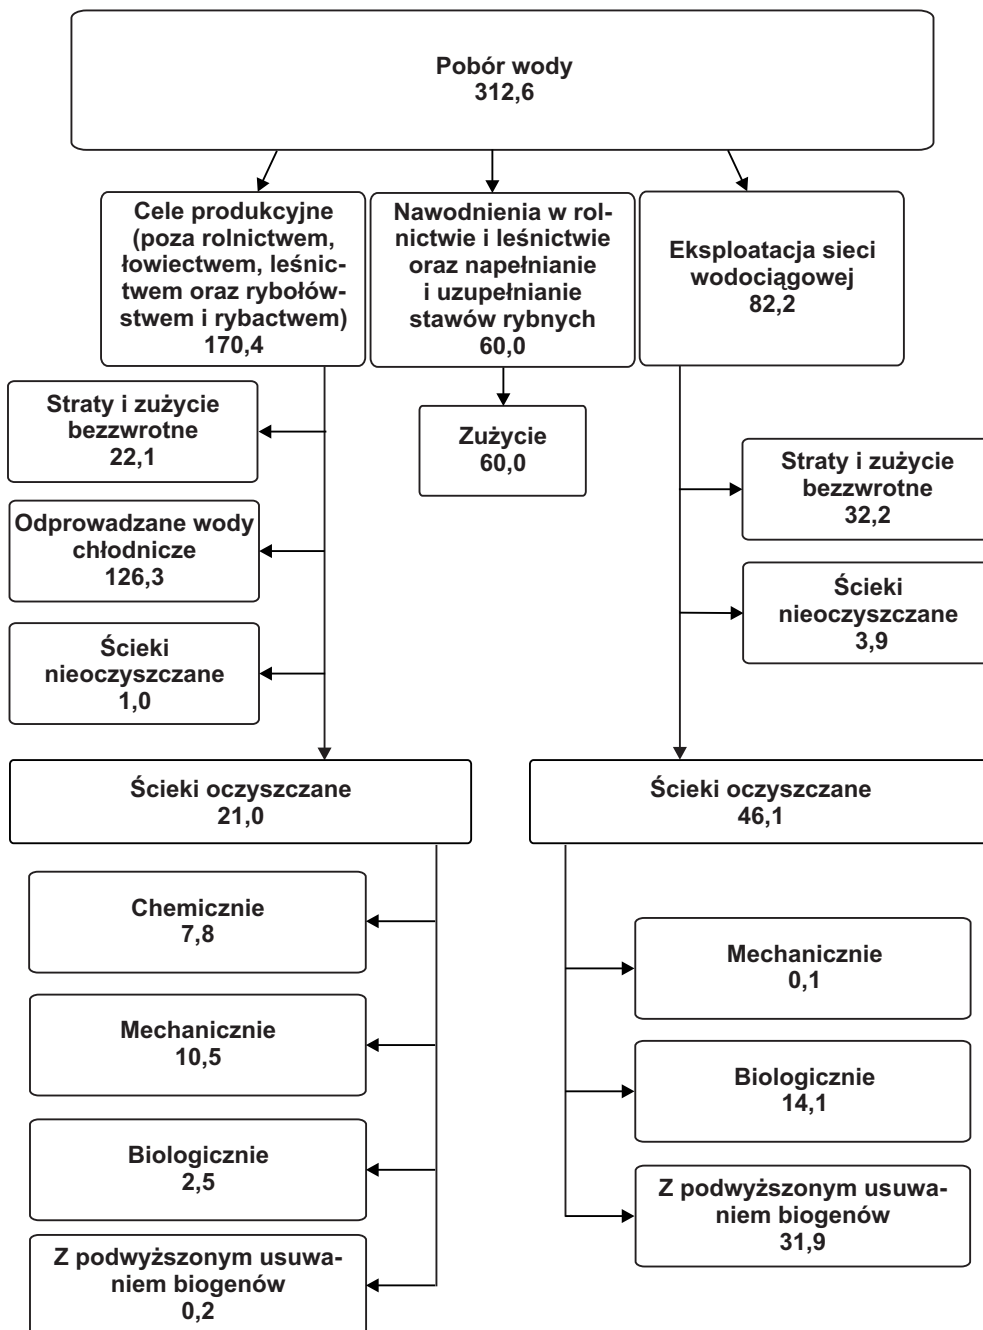 Pobór wody
312,6
Cele produkcyjne
(poza rolnictwem,
łowiectwem, leśnic-
twem oraz rybołów-
stwem i rybactwem)
170,4
Nawodnienia w rol-
nictwie i leśnictwie
oraz napełnianie
i uzupełnianie
stawów rybnych
60,0
Eksploatacja sieci
wodociągowej
82,2
Straty i zużycie
bezzwrotne
22,1
Zużycie
60,0
Straty i zużycie
bezzwrotne
32,2
Odprowadzane wody
chłodnicze
126,3
Ścieki
nieoczyszczane
3,9
Ścieki
nieoczyszczane
1,0
Ścieki oczyszczane
21,0
Ścieki oczyszczane
46,1
Chemicznie
7,8
Mechanicznie
10,5
Biologicznie
2,5
Z podwyższonym usuwa-
niem biogenów
0,2
Mechanicznie
0,1
Biologicznie
14,1
Z podwyższonym usuwa-
niem biogenów
31,9